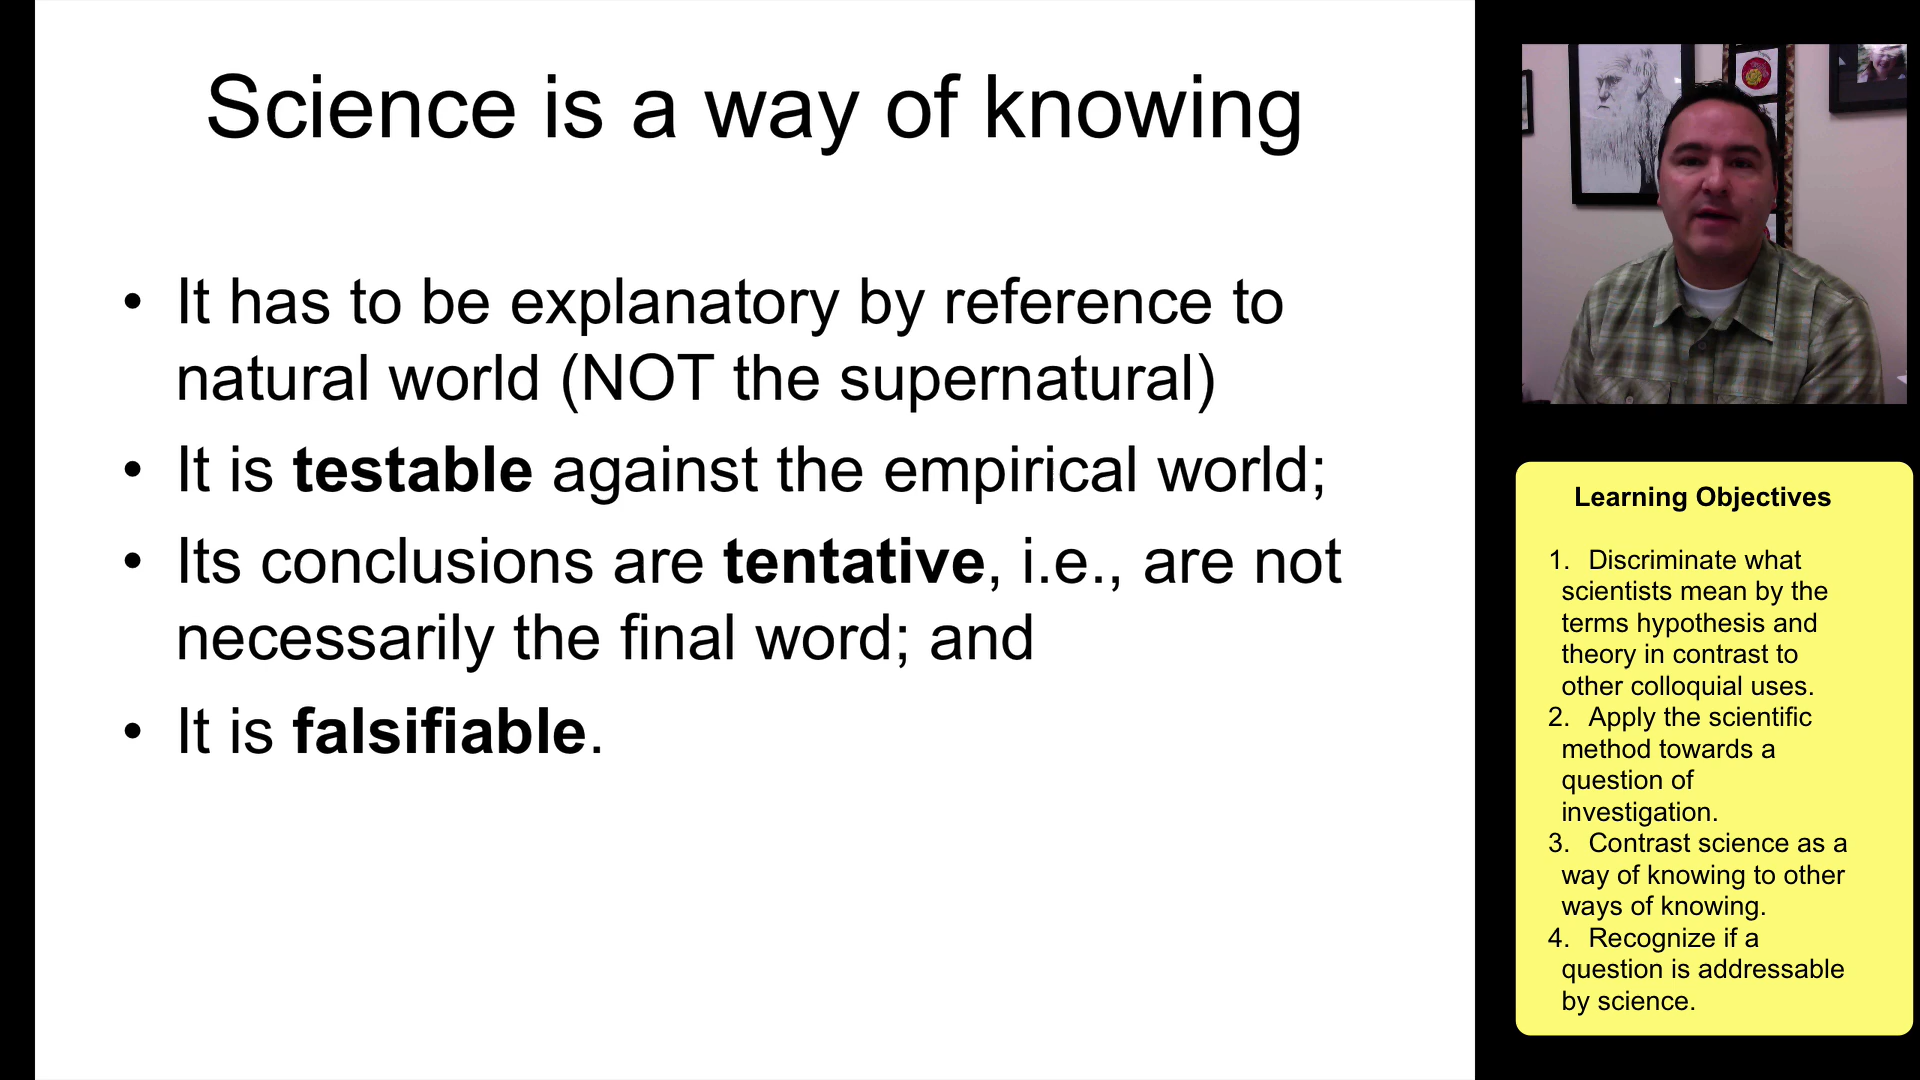 Science is a way of knowing
• It has to be explanatory by reference to
natural world (NOT the supernatural)
• It is testable against the empirical world;
• Its conclusions are tentative, i.e., are not
necessarily the final word; and
• It is falsifiable.
Learning Objectives
1. Discriminate what
scientists mean by the
terms hypothesis and
theory in contrast to
other colloquial uses.
2. Apply the scientific
method towards a
question of
investigation.
3. Contrast science as a
way of knowing to other
ways of knowing.
4. Recognize if a
question is addressable
by science.